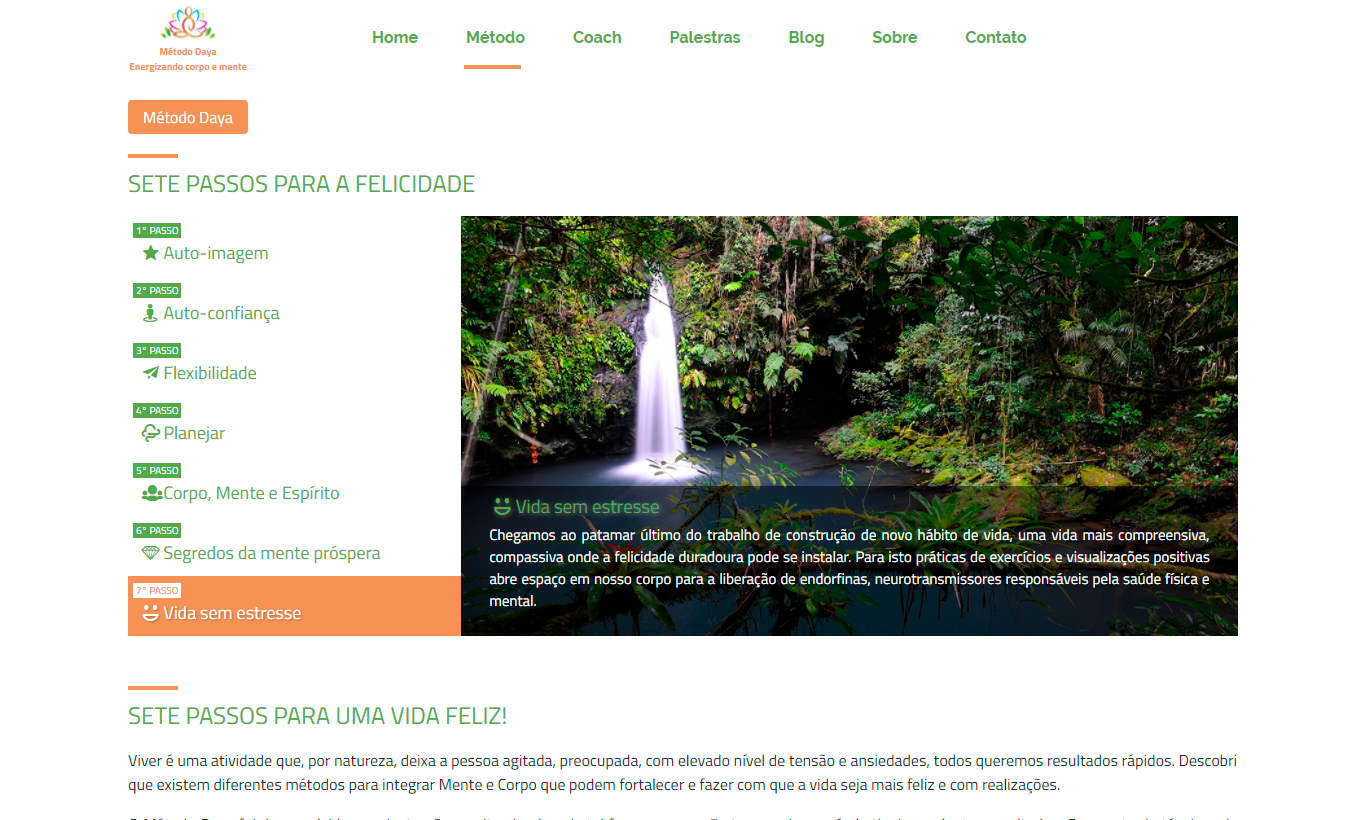 Método Daya
Energizando corpo e mente
Home Método Coach Palestras Blog Sobre Contato
Método Daya
SETE PASSOS PARA A FELICIDADE
1º PASSO
Auto-imagem
2º PASSO
Auto-confiança
3º PASSO
Flexibilidade
4º PASSO
Planejar
5º PASSO
Corpo, Mente e Espírito
6º PASSO
Segredos da mente próspera
7º PASSO
Vida sem estresse
Vida sem estresse
Chegamos ao patamar último do trabalho de construção de novo hábito de vida, uma vida mais compreensiva,
compassiva onde a felicidade duradoura pode se instalar. Para isto práticas de exercícios e visualizações positivas
abre espaço em nosso corpo para a liberação de endorfinas, neurotransmissores responsáveis pela saúde física e
mental.
SETE PASSOS PARA UMA VIDA FELIZ!
Viver é uma atividade que, por natureza, deixa a pessoa agitada, preocupada, com elevado nível de tensão e ansiedades, todos queremos resultados rápidos. Descobri
que existem diferentes métodos para integrar Mente e Corpo que podem fortalecer e fazer com que a vida seja mais feliz e com realizações.